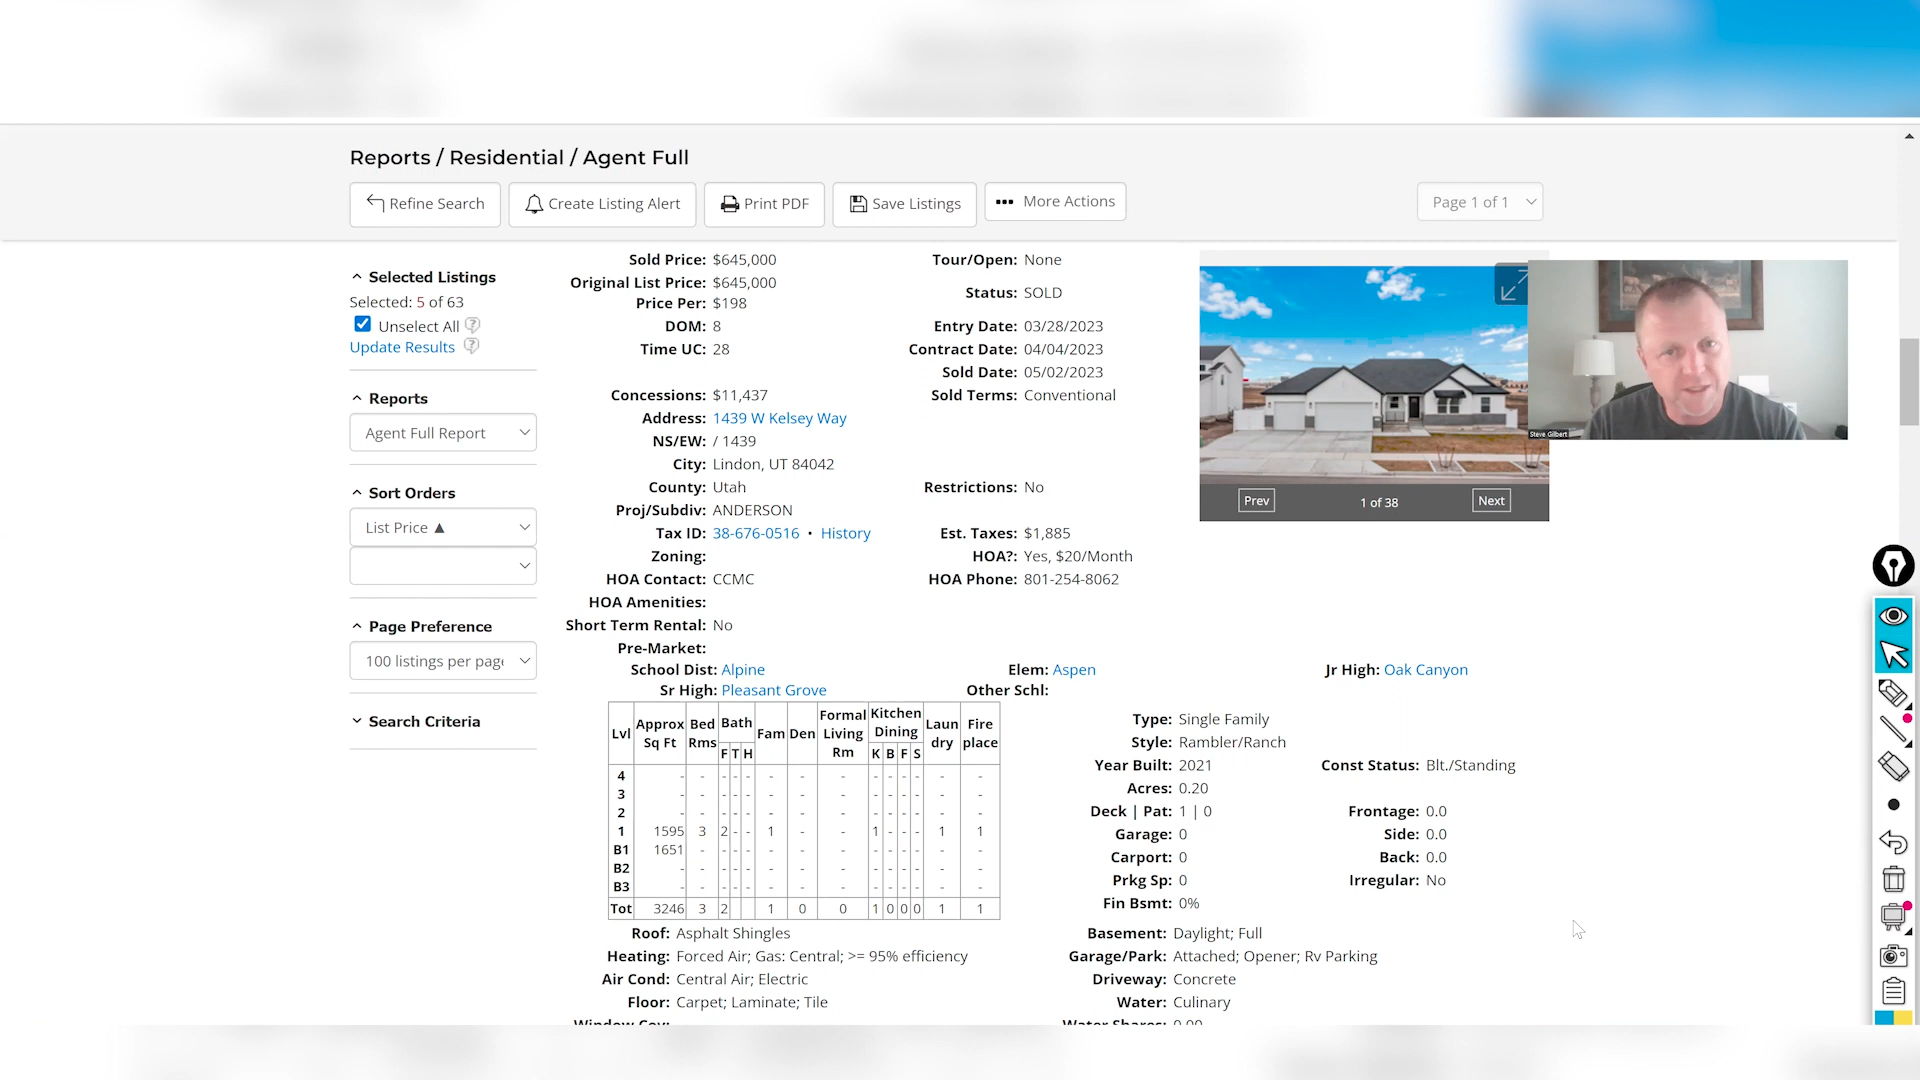 Reports / Residential / Agent Full
Refine Search
Create Listing Alert
Print PDF
Save Listings
More Actions
Page 1 of 1
Selected Listings
Selected: 5 of 63
Unselect All
Update Results
Reports
Agent Full Report
Sort Orders
List Price ▲
Page Preference
100 listings per page
Search Criteria
Sold Price: $645,000
Original List Price: $645,000
Price Per: $198
DOM: 8
Time UC: 28
Concessions: $11,437
Address: 1439 W Kelsey Way
NS/EW: / 1439
City: Lindon, UT 84042
County: Utah
Proj/Subdiv: ANDERSON
Tax ID: 38-676-0516 • History
Zoning:
HOA Contact: CCMC
HOA Amenities:
Short Term Rental: No
Pre-Market:
Tour/Open: None
Status: SOLD
Entry Date: 03/28/2023
Contract Date: 04/04/2023
Sold Date: 05/02/2023
Sold Terms: Conventional
Restrictions: No
Est. Taxes: $1,885
HOA?: Yes, $20/Month
HOA Phone: 801-254-8062
Prev 1 of 38 Next
Steve Gilbert
School Dist: Alpine Elem: Aspen Jr High: Oak Canyon
Sr High: Pleasant Grove Other Schl:
Lvl Approx Sq Ft Bed Rms Bath F T H Fam Den Formal Living Rm Kitchen Dining K B F S Laun dry Fire place
4 - - - - - - - - - - - - - -
3 - - - - - - - - - - - - - -
2 - - - - - - - - - - - - - -
1 1595 3 2 - - 1 - - 1 - - - 1 1
B1 1651 - - - - - - - - - - - - -
B2 - - - - - - - - - - - - - -
B3 - - - - - - - - - - - - - -
Tot 3246 3 2 1 0 0 1 0 0 0 1 1
Type: Single Family
Style: Rambler/Ranch
Year Built: 2021 Const Status: Blt./Standing
Acres: 0.20
Deck | Pat: 1 | 0 Frontage: 0.0
Garage: 0 Side: 0.0
Carport: 0 Back: 0.0
Prkg Sp: 0 Irregular: No
Fin Bsmt: 0%
Roof: Asphalt Shingles
Heating: Forced Air; Gas: Central; >= 95% efficiency
Air Cond: Central Air; Electric
Floor: Carpet; Laminate; Tile
Window Cov:
Basement: Daylight; Full
Garage/Park: Attached; Opener; Rv Parking
Driveway: Concrete
Water: Culinary
Water Shares: 0.00